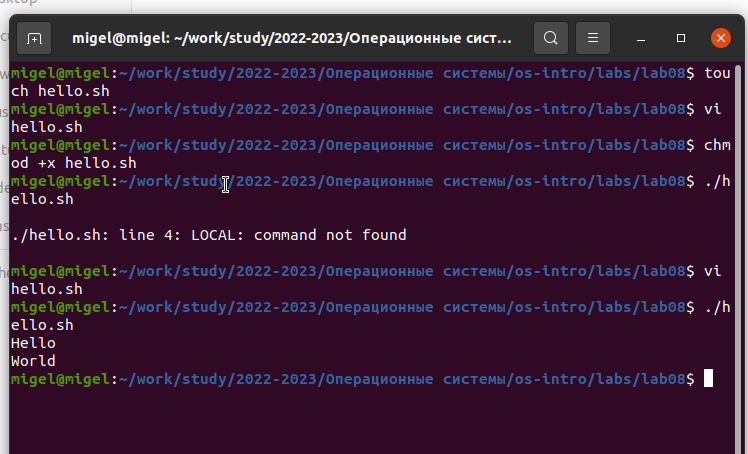 migel@migel: ~/work/study/2022-2023/Операционные сист...
migel@migel:~/work/study/2022-2023/Операционные системы/os-intro/labs/lab08$ tou
ch hello.sh
migel@migel:~/work/study/2022-2023/Операционные системы/os-intro/labs/lab08$ vi
hello.sh
migel@migel:~/work/study/2022-2023/Операционные системы/os-intro/labs/lab08$ chm
od +x hello.sh
migel@migel:~/work/study/2022-2023/Операционные системы/os-intro/labs/lab08$ ./h
ello.sh
./hello.sh: line 4: LOCAL: command not found
migel@migel:~/work/study/2022-2023/Операционные системы/os-intro/labs/lab08$ vi
hello.sh
migel@migel:~/work/study/2022-2023/Операционные системы/os-intro/labs/lab08$ ./h
ello.sh
Hello
World
migel@migel:~/work/study/2022-2023/Операционные системы/os-intro/labs/lab08$